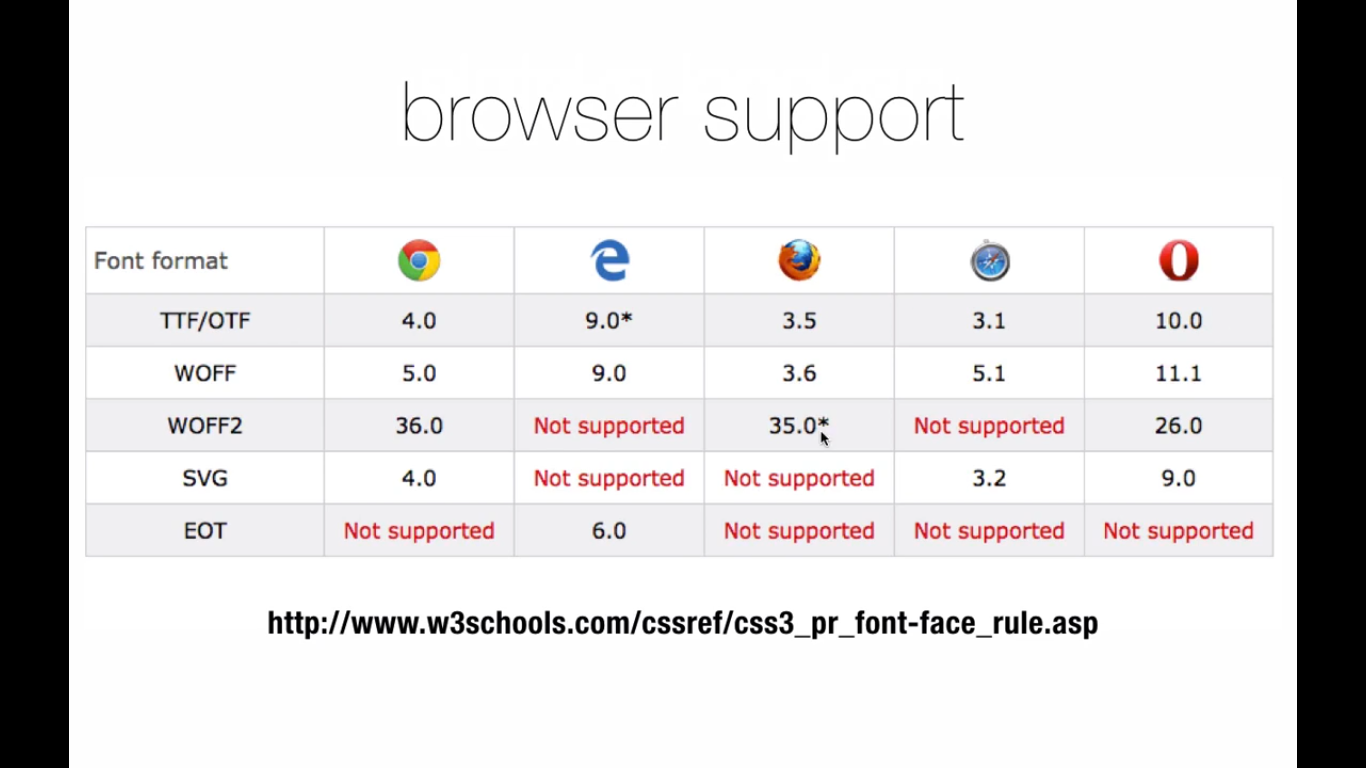 browser support
Font format
TTF/OTF 4.0 9.0* 3.5 3.1 10.0
WOFF 5.0 9.0 3.6 5.1 11.1
WOFF2 36.0 Not supported 35.0* Not supported 26.0
SVG 4.0 Not supported Not supported 3.2 9.0
EOT Not supported 6.0 Not supported Not supported Not supported
http://www.w3schools.com/cssref/css3_pr_font-face_rule.asp